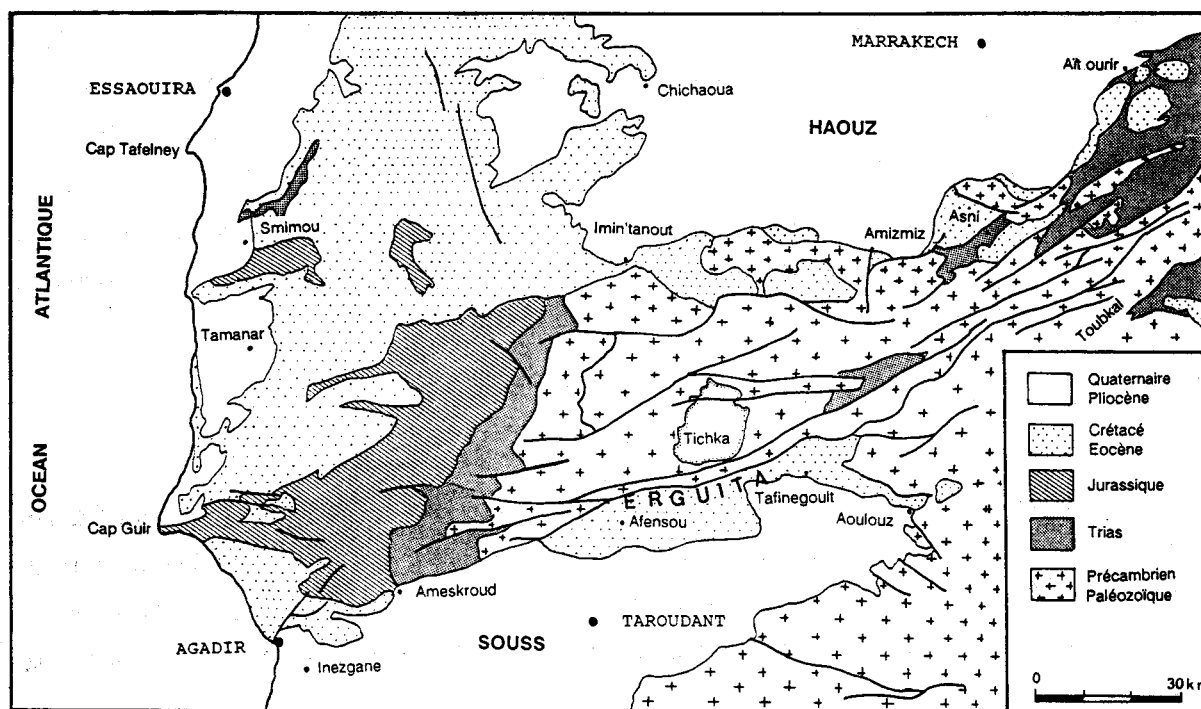 MARRAKECH
Aït ourir
ESSAOUIRA
Chichaoua
HAOUZ
Cap Tafelney
ATLANTIQUE
Smimou
Imin'tanout
Amizmiz
Asni
Toubkal
Tamanar
OCEAN
Tichka
ERGUITA
Tafinegoult
Afensou
Aoulouz
Cap Guir
Ameskroud
TAROUDANT
SOUSS
AGADIR
Inezgane
Quaternaire
Pliocène
Crétacé
Eocène
Jurassique
Trias
Précambrien
Paléozoïque
0 30 km